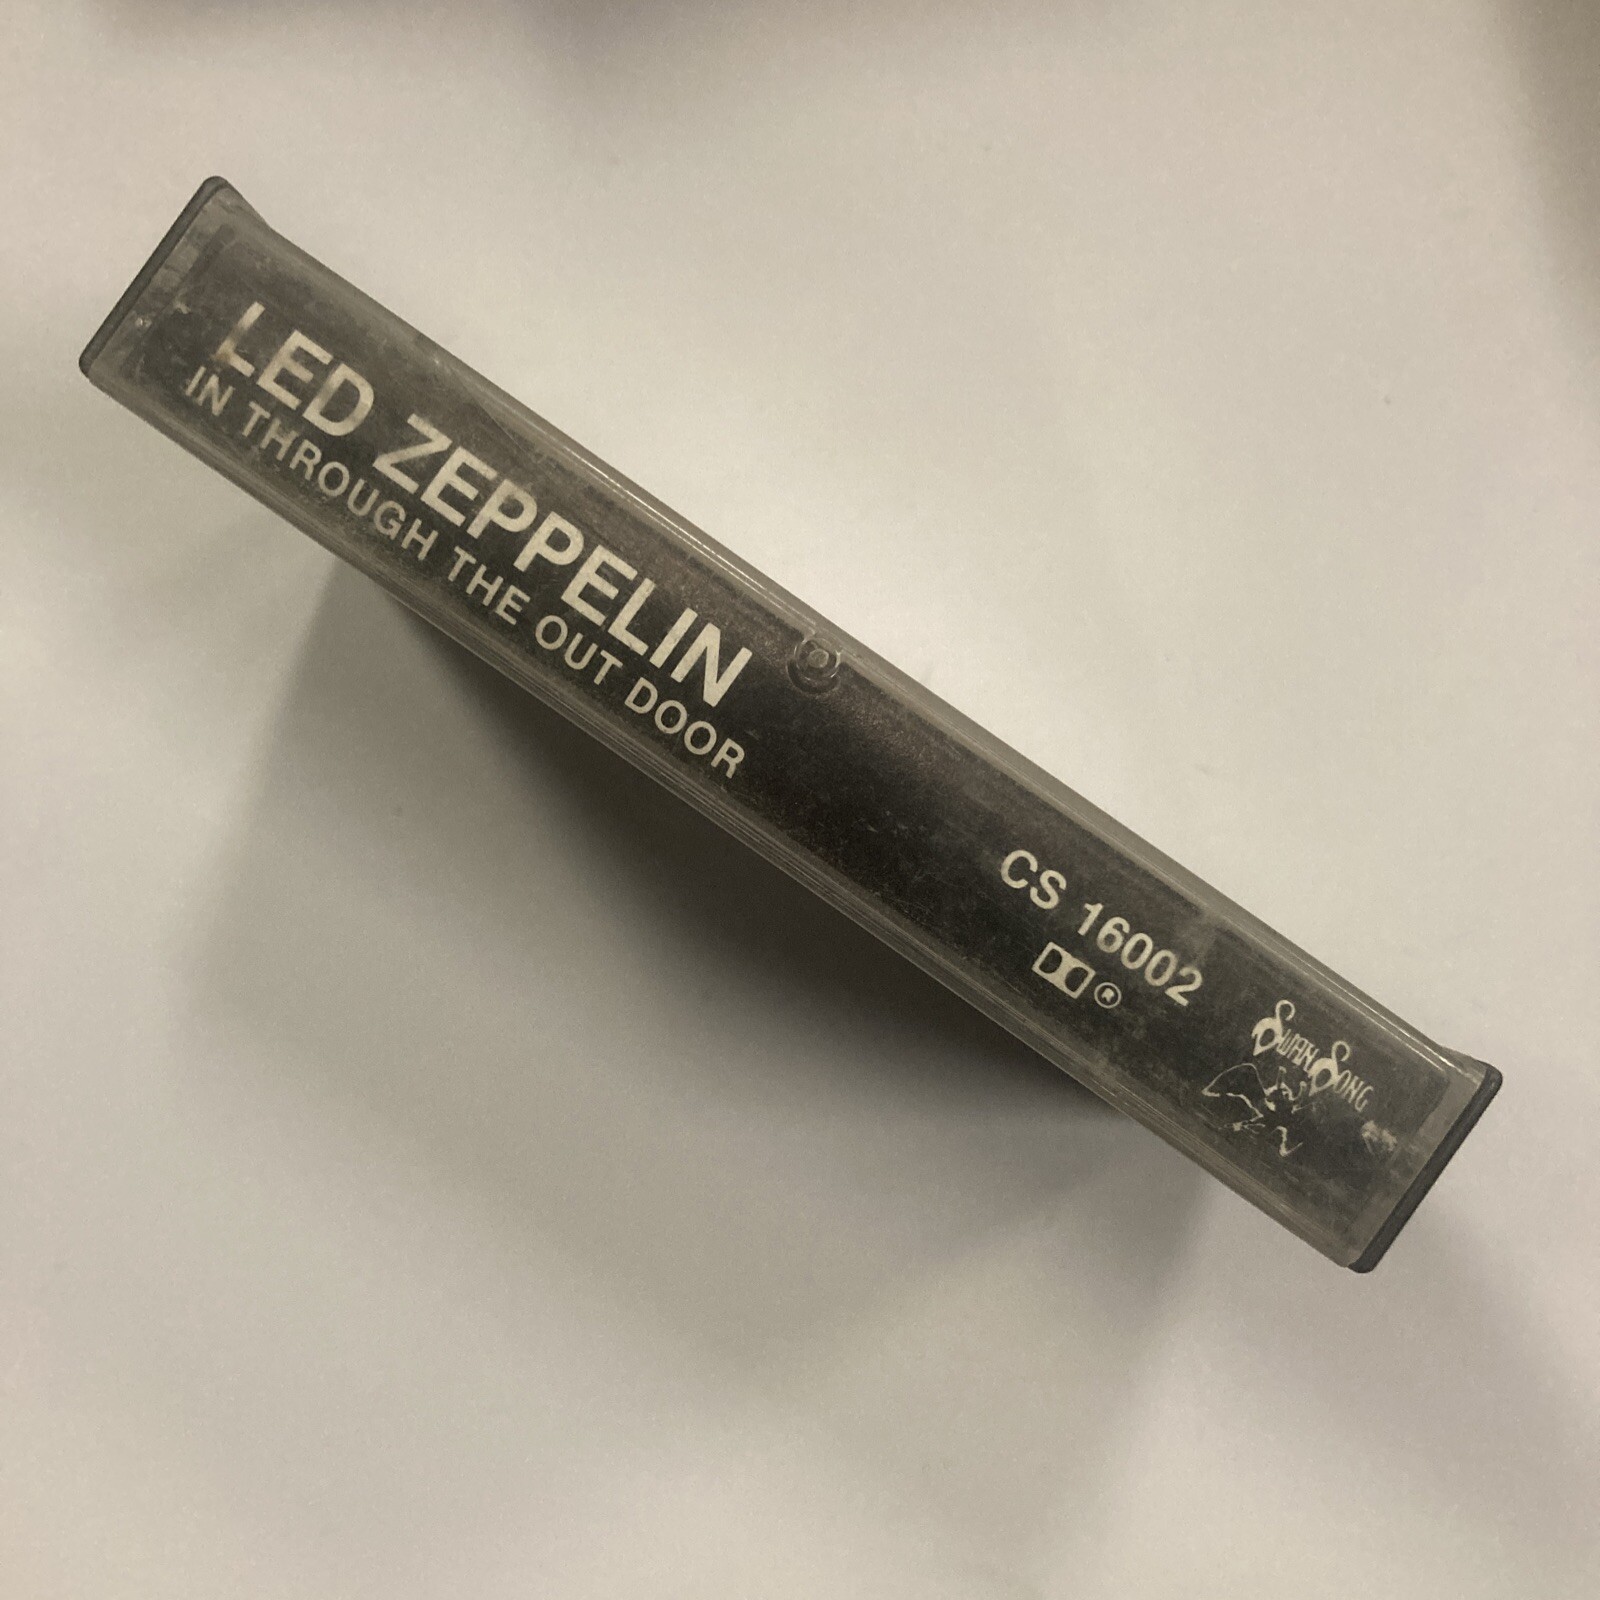 LED ZEPPELIN
IN THROUGH THE OUT DOOR
CS 16002
®
SWAN SONG